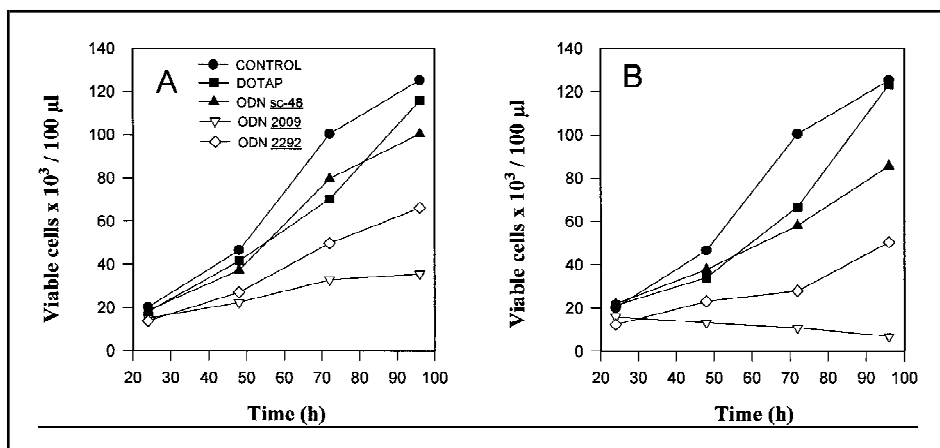 A
CONTROL
DOTAP
ODN sc-48
ODN 2009
ODN 2292
Viable cells x 10³ / 100 µl
140
120
100
80
60
40
20
0
20 30 40 50 60 70 80 90 100
Time (h)
B
Viable cells x 10³ / 100 µl
140
120
100
80
60
40
20
0
20 30 40 50 60 70 80 90 100
Time (h)